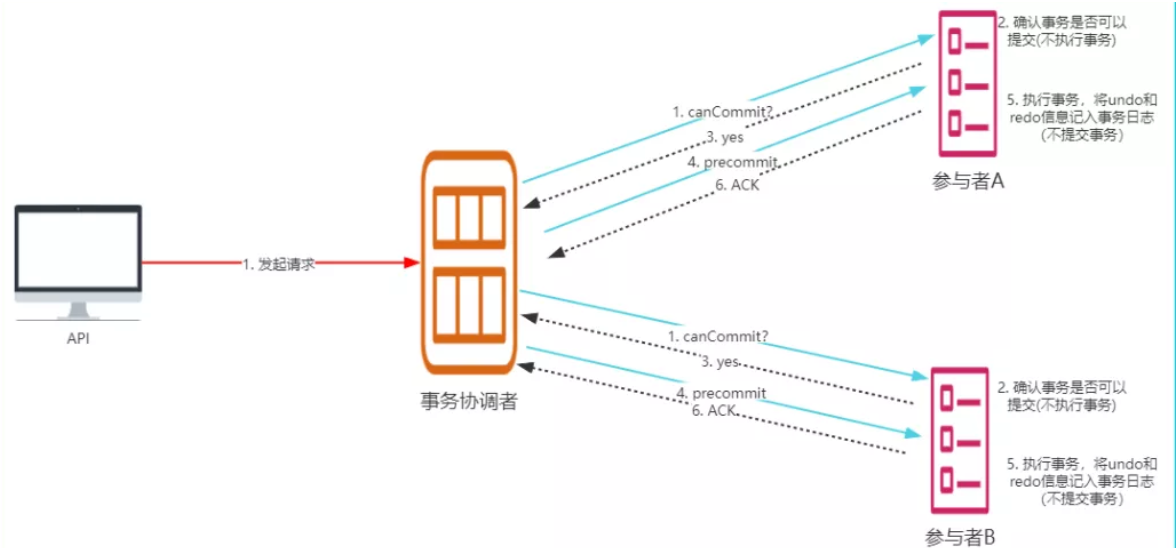 2. 确认事务是否可以
提交(不执行事务)
1. canCommit?
5. 执行事务，将undo和
redo信息记入事务日志
(不提交事务)
3. yes
4. precommit
6. ACK
参与者A
1. 发起请求
API
事务协调者
1. canCommit?
3. yes
4. precommit
6. ACK
2. 确认事务是否可以
提交(不执行事务)
5. 执行事务，将undo和
redo信息记入事务日志
(不提交事务)
参与者B